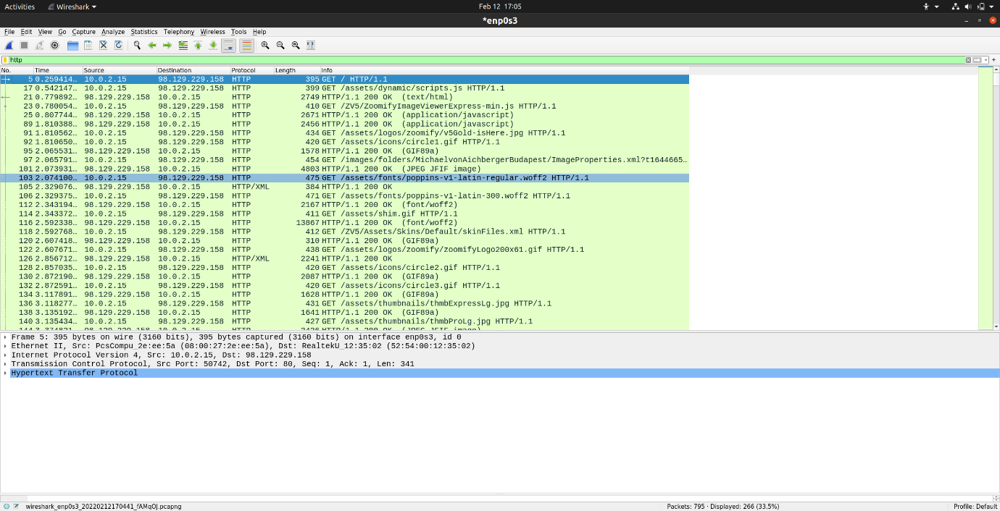 Activities Wireshark Feb 12 17:05
*enp0s3
File Edit View Go Capture Analyze Statistics Telephony Wireless Tools Help
http
No. Time Source Destination Protocol Length Info
5 0.259414… 10.0.2.15 98.129.229.158 HTTP 395 GET / HTTP/1.1
17 0.542147… 10.0.2.15 98.129.229.158 HTTP 399 GET /assets/dynamic/scripts.js HTTP/1.1
21 0.779892… 98.129.229.158 10.0.2.15 HTTP 2749 HTTP/1.1 200 OK (text/html)
23 0.780054… 10.0.2.15 98.129.229.158 HTTP 410 GET /ZV5/ZoomifyImageViewerExpress-min.js HTTP/1.1
25 0.807744… 98.129.229.158 10.0.2.15 HTTP 2671 HTTP/1.1 200 OK (application/javascript)
89 1.810388… 98.129.229.158 10.0.2.15 HTTP 2456 HTTP/1.1 200 OK (application/javascript)
91 1.810562… 10.0.2.15 98.129.229.158 HTTP 434 GET /assets/logos/zoomify/v5Gold-isHere.jpg HTTP/1.1
92 1.810650… 10.0.2.15 98.129.229.158 HTTP 420 GET /assets/icons/circle1.gif HTTP/1.1
95 2.065531… 98.129.229.158 10.0.2.15 HTTP 1578 HTTP/1.1 200 OK (GIF89a)
97 2.065791… 10.0.2.15 98.129.229.158 HTTP 454 GET /images/folders/MichaelvonAichbergerBudapest/ImageProperties.xml?t1644665…
101 2.073931… 98.129.229.158 10.0.2.15 HTTP 4803 HTTP/1.1 200 OK (JPEG JFIF image)
103 2.074100… 10.0.2.15 98.129.229.158 HTTP 475 GET /assets/fonts/poppins-v1-latin-regular.woff2 HTTP/1.1
105 2.329076… 98.129.229.158 10.0.2.15 HTTP/XML 384 HTTP/1.1 200 OK
106 2.329375… 10.0.2.15 98.129.229.158 HTTP 471 GET /assets/fonts/poppins-v1-latin-300.woff2 HTTP/1.1
112 2.343194… 98.129.229.158 10.0.2.15 HTTP 2167 HTTP/1.1 200 OK (font/woff2)
114 2.343372… 10.0.2.15 98.129.229.158 HTTP 411 GET /assets/shim.gif HTTP/1.1
116 2.592338… 98.129.229.158 10.0.2.15 HTTP 13867 HTTP/1.1 200 OK (font/woff2)
118 2.592768… 10.0.2.15 98.129.229.158 HTTP 412 GET /ZV5/Assets/Skins/Default/skinFiles.xml HTTP/1.1
120 2.607418… 98.129.229.158 10.0.2.15 HTTP 310 HTTP/1.1 200 OK (GIF89a)
122 2.607671… 10.0.2.15 98.129.229.158 HTTP 438 GET /assets/logos/zoomify/zoomifyLogo200x61.gif HTTP/1.1
126 2.856712… 98.129.229.158 10.0.2.15 HTTP/XML 2241 HTTP/1.1 200 OK
128 2.857035… 10.0.2.15 98.129.229.158 HTTP 420 GET /assets/icons/circle2.gif HTTP/1.1
130 2.872190… 98.129.229.158 10.0.2.15 HTTP 2087 HTTP/1.1 200 OK (GIF89a)
132 2.872591… 10.0.2.15 98.129.229.158 HTTP 420 GET /assets/icons/circle3.gif HTTP/1.1
134 3.117891… 98.129.229.158 10.0.2.15 HTTP 1628 HTTP/1.1 200 OK (GIF89a)
136 3.118277… 10.0.2.15 98.129.229.158 HTTP 431 GET /assets/thumbnails/thmbExpressLg.jpg HTTP/1.1
138 3.135192… 98.129.229.158 10.0.2.15 HTTP 1641 HTTP/1.1 200 OK (GIF89a)
140 3.135434… 10.0.2.15 98.129.229.158 HTTP 427 GET /assets/thumbnails/thmbProLg.jpg HTTP/1.1
Frame 5: 395 bytes on wire (3160 bits), 395 bytes captured (3160 bits) on interface enp0s3, id 0
Ethernet II, Src: PcsCompu_2e:ee:5a (08:00:27:2e:ee:5a), Dst: RealtekU_12:35:02 (52:54:00:12:35:02)
Internet Protocol Version 4, Src: 10.0.2.15, Dst: 98.129.229.158
Transmission Control Protocol, Src Port: 50742, Dst Port: 80, Seq: 1, Ack: 1, Len: 341
Hypertext Transfer Protocol
wireshark_enp0s3_20220212170441_fAMqOJ.pcapng Packets: 795 · Displayed: 266 (33.5%) Profile: Default